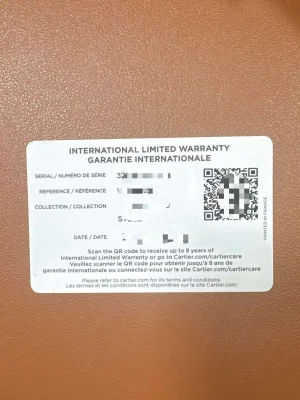 INTERNATIONAL LIMITED WARRANTY
GARANTIE INTERNATIONALE
SERIAL / NUMÉRO DE SÉRIE
REFERENCE / RÉFÉRENCE
COLLECTION / COLLECTION
DATE / DATE
Scan the QR code to receive up to 8 years of
International Limited Warranty on Cartier.com/cartiercare
Veuillez scanner le QR code pour obtenir jusqu'à 8 ans de
garantie internationale ou connectez-vous sur le site Cartier.com/cartiercare
Please refer to cartier.com for its terms and conditions
Les termes et les conditions sont disponibles sur le site Cartier.com